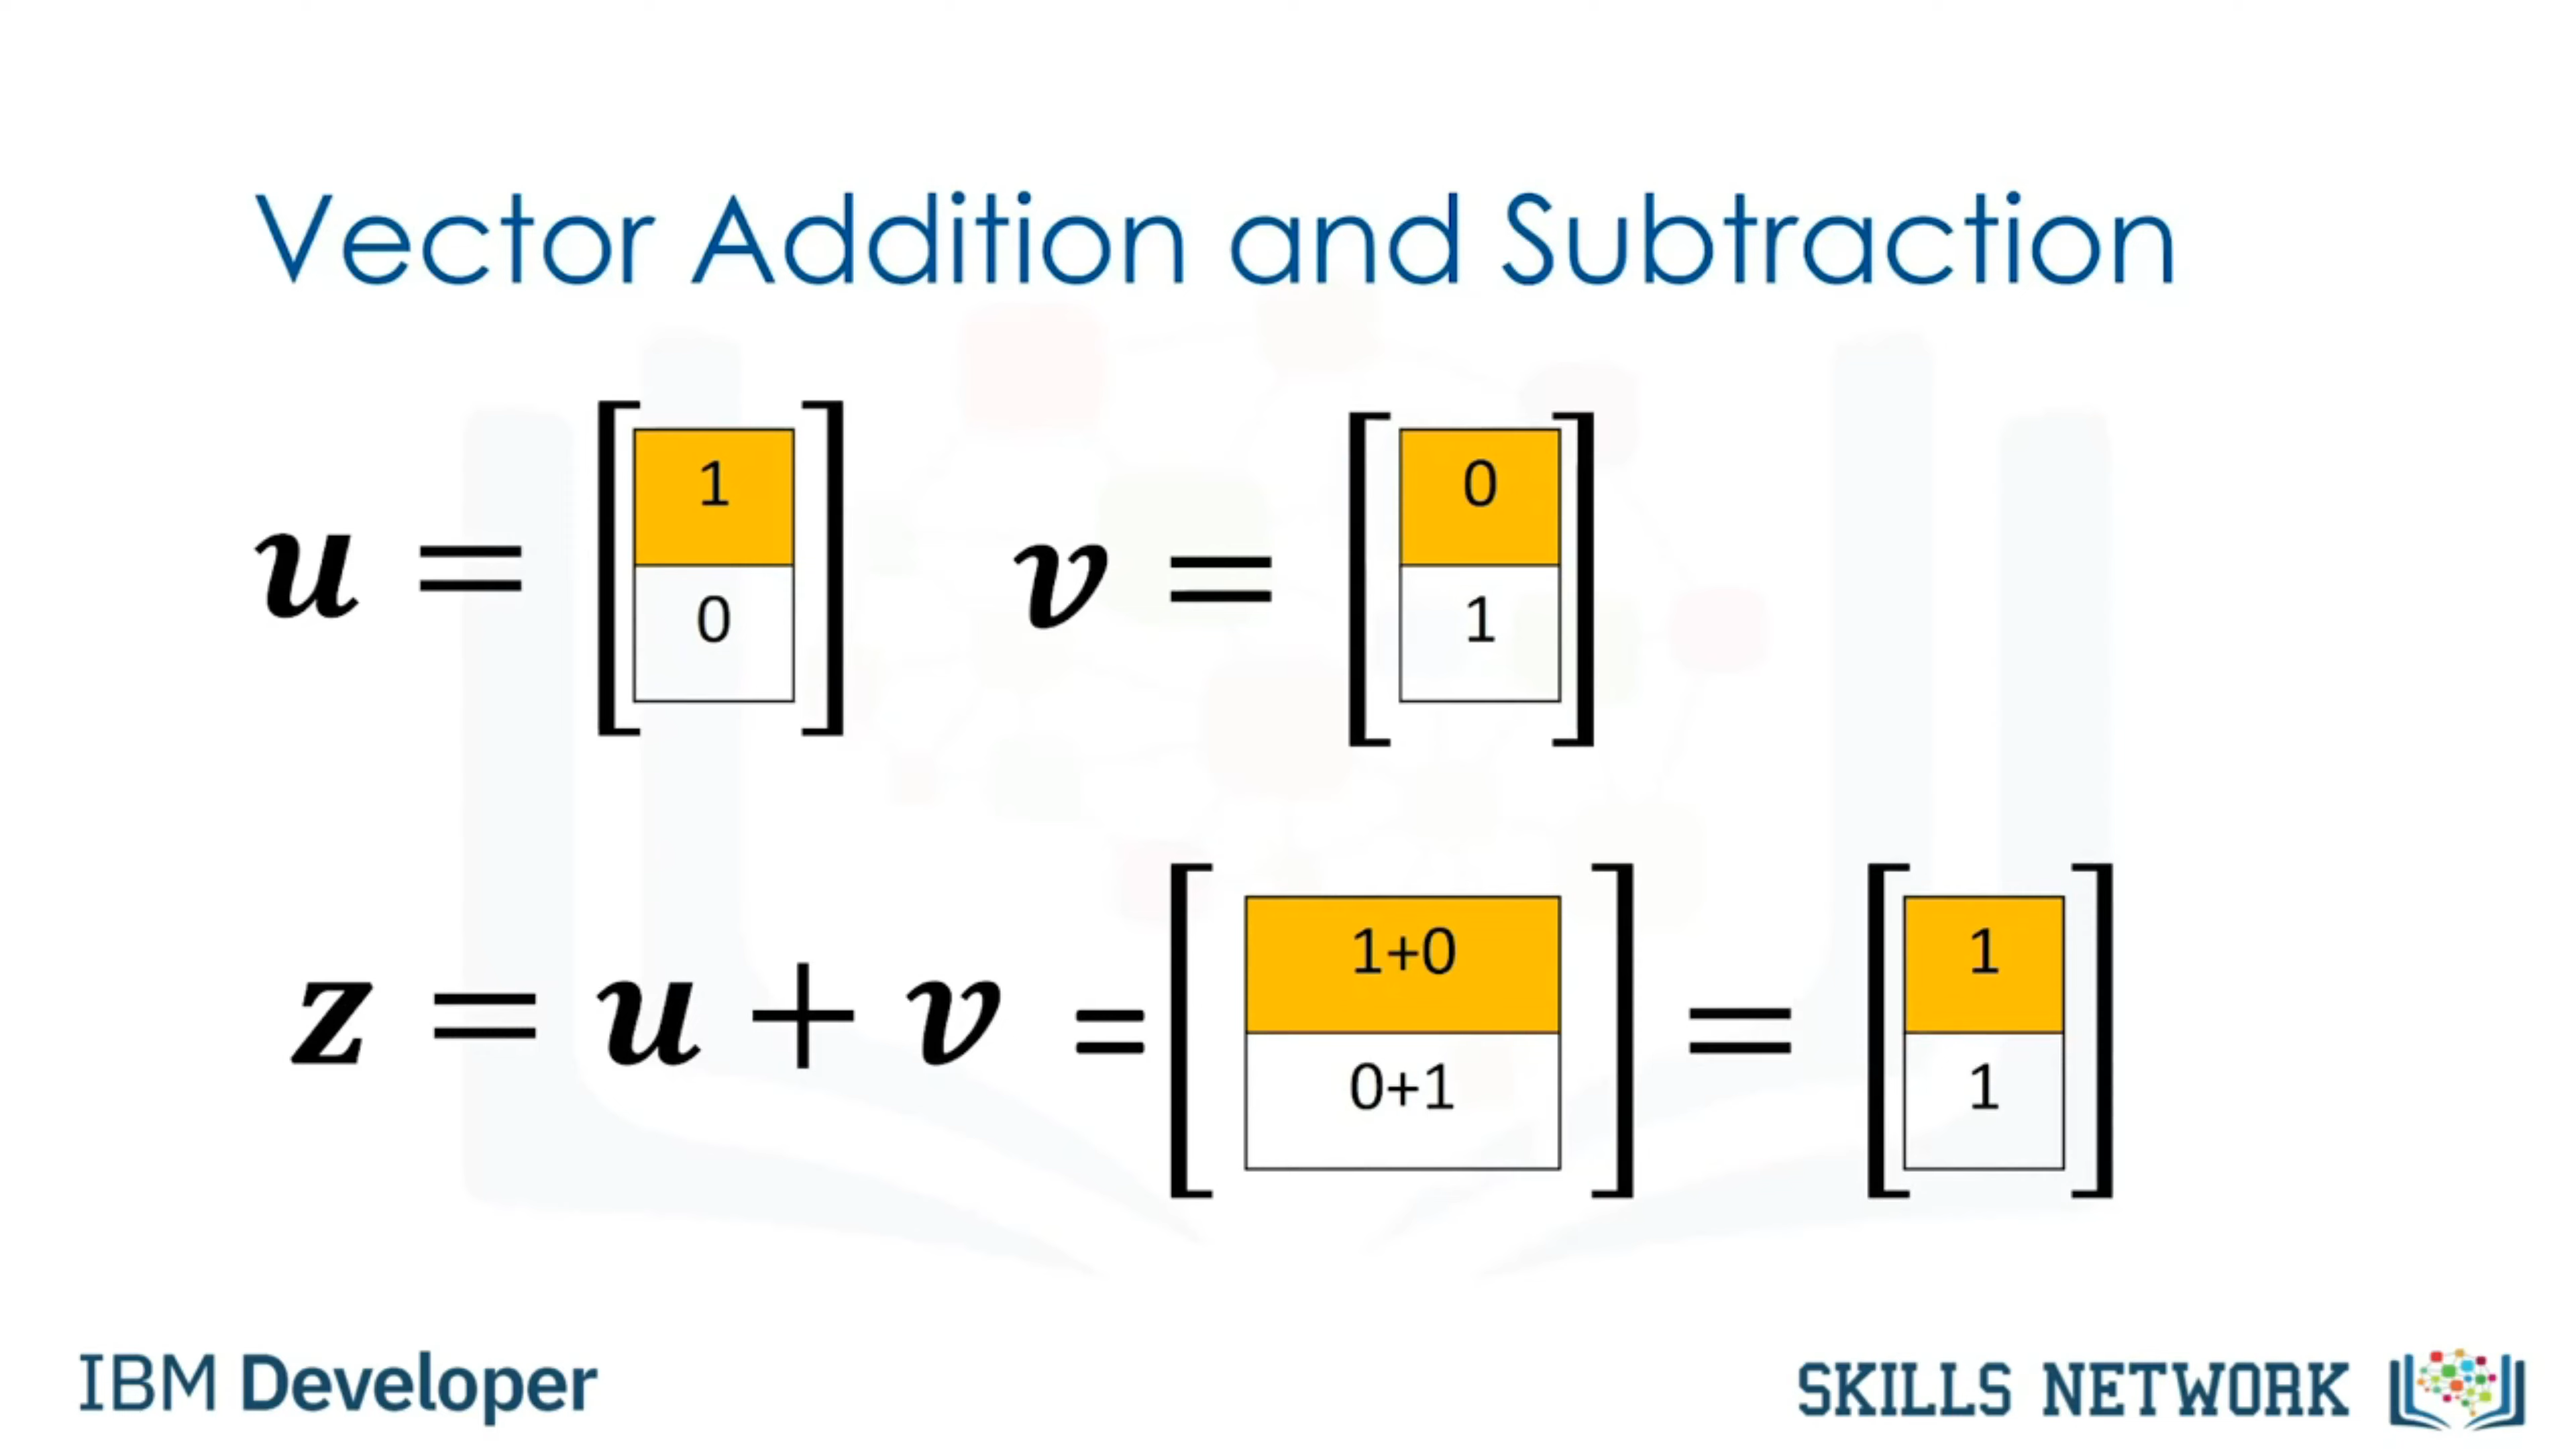 Vector Addition and Subtraction
u = [1 0] v = [0 1]
z = u + v = [1+0 0+1] = [1 1]
IBM Developer
SKILLS NETWORK